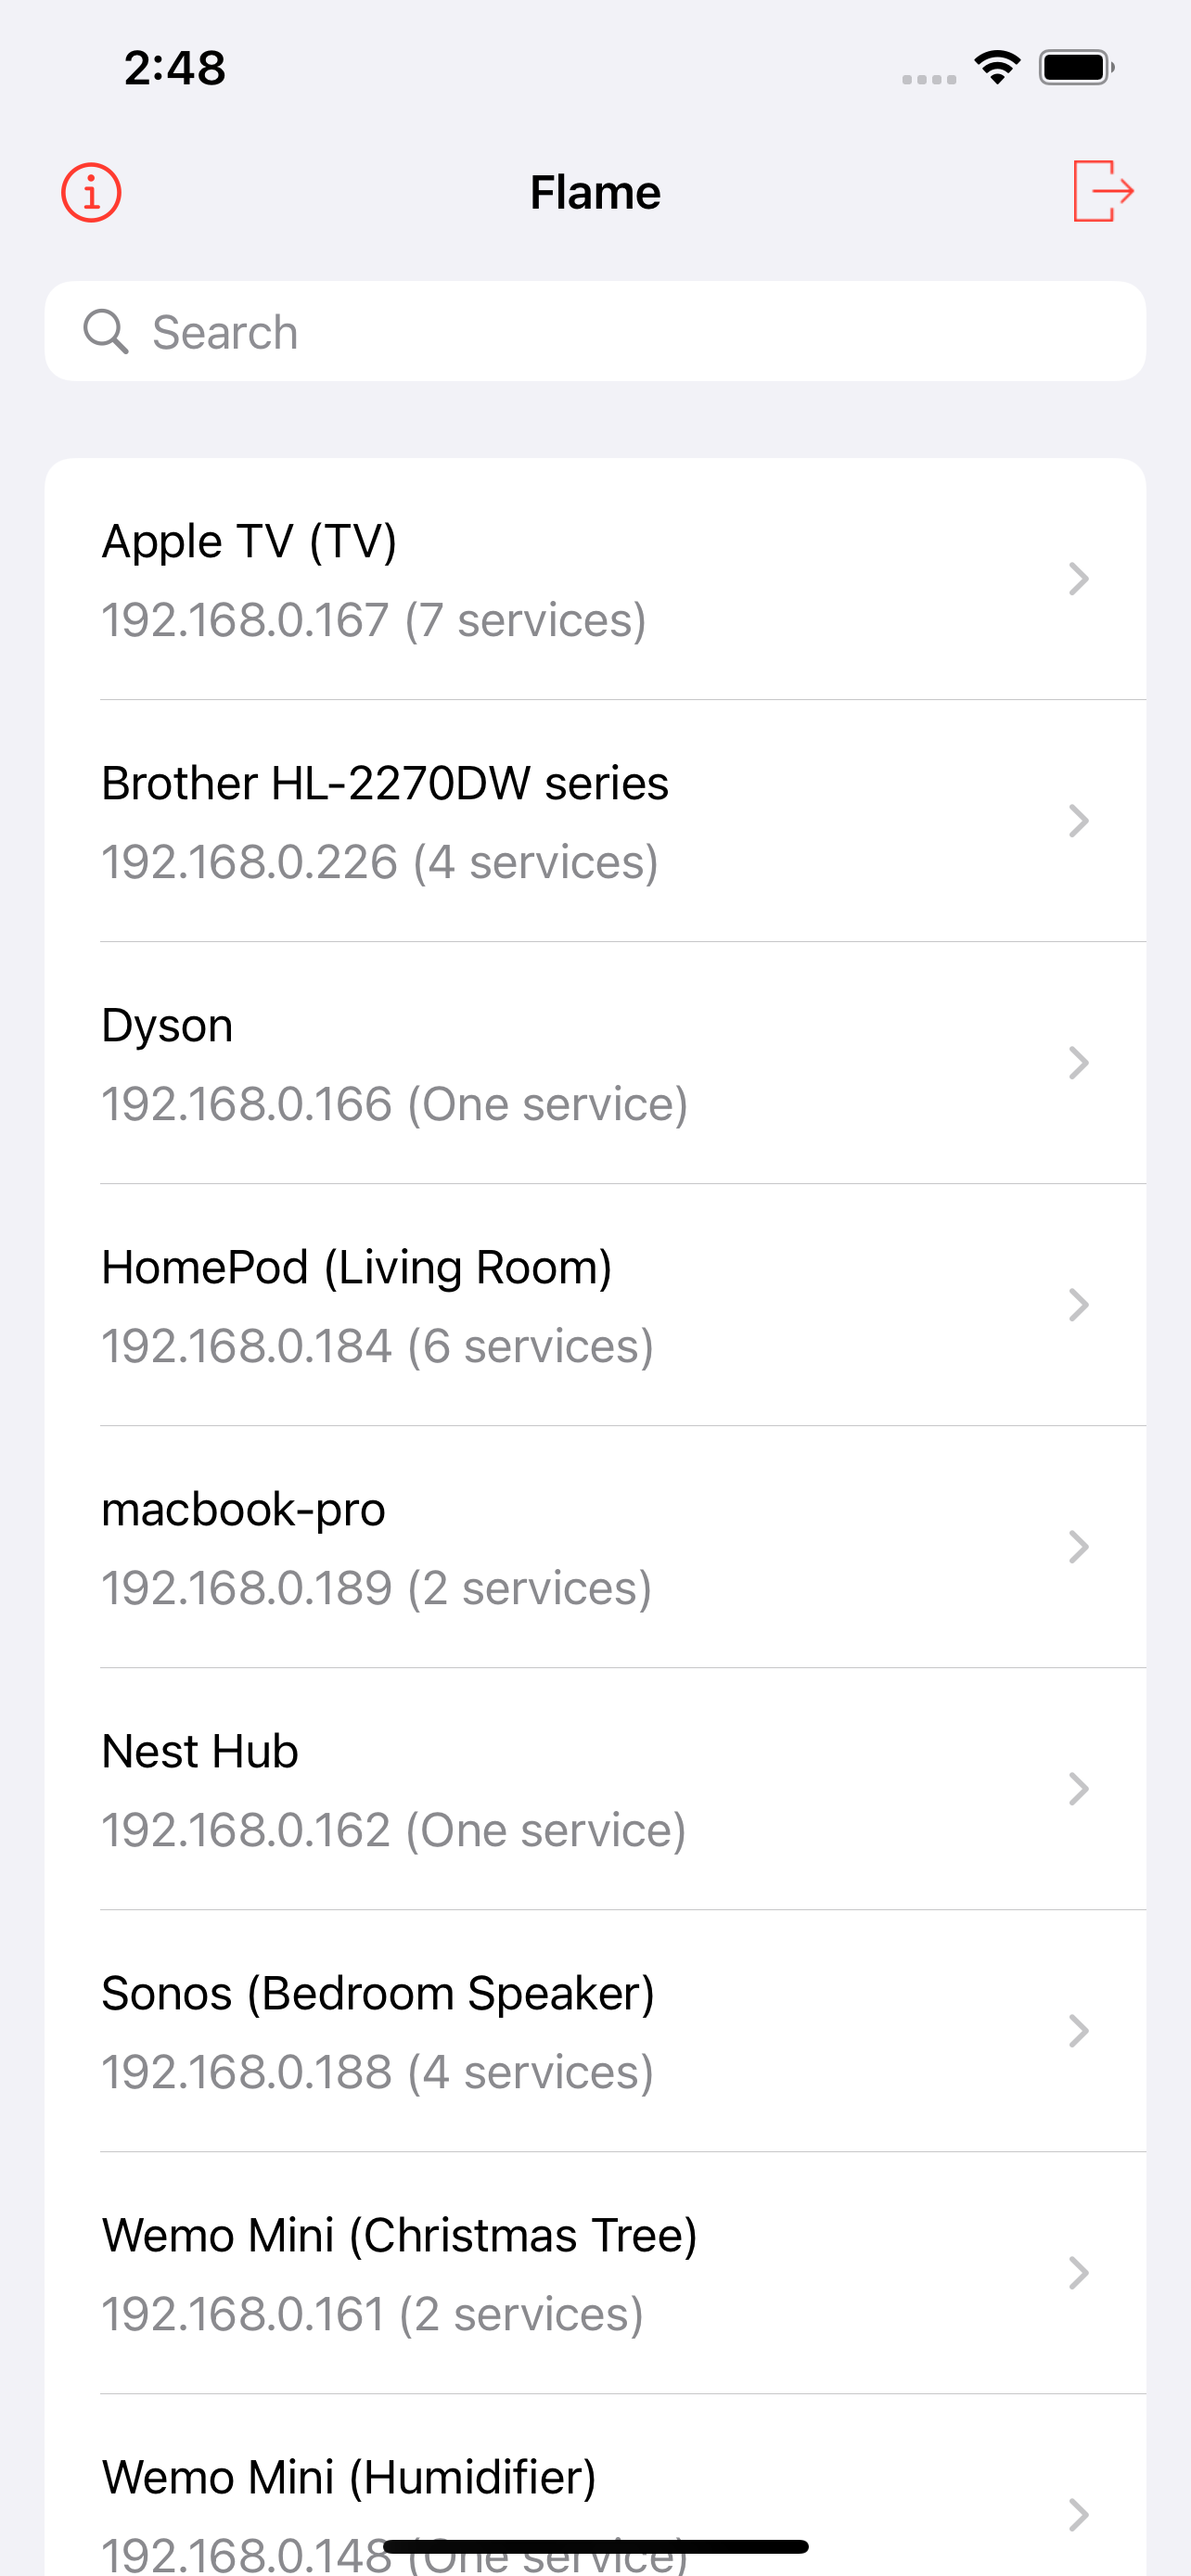 2:48
Flame
Search
Apple TV (TV)
192.168.0.167 (7 services)
Brother HL-2270DW series
192.168.0.226 (4 services)
Dyson
192.168.0.166 (One service)
HomePod (Living Room)
192.168.0.184 (6 services)
macbook-pro
192.168.0.189 (2 services)
Nest Hub
192.168.0.162 (One service)
Sonos (Bedroom Speaker)
192.168.0.188 (4 services)
Wemo Mini (Christmas Tree)
192.168.0.161 (2 services)
Wemo Mini (Humidifier)
192.168.0.148 (One service)